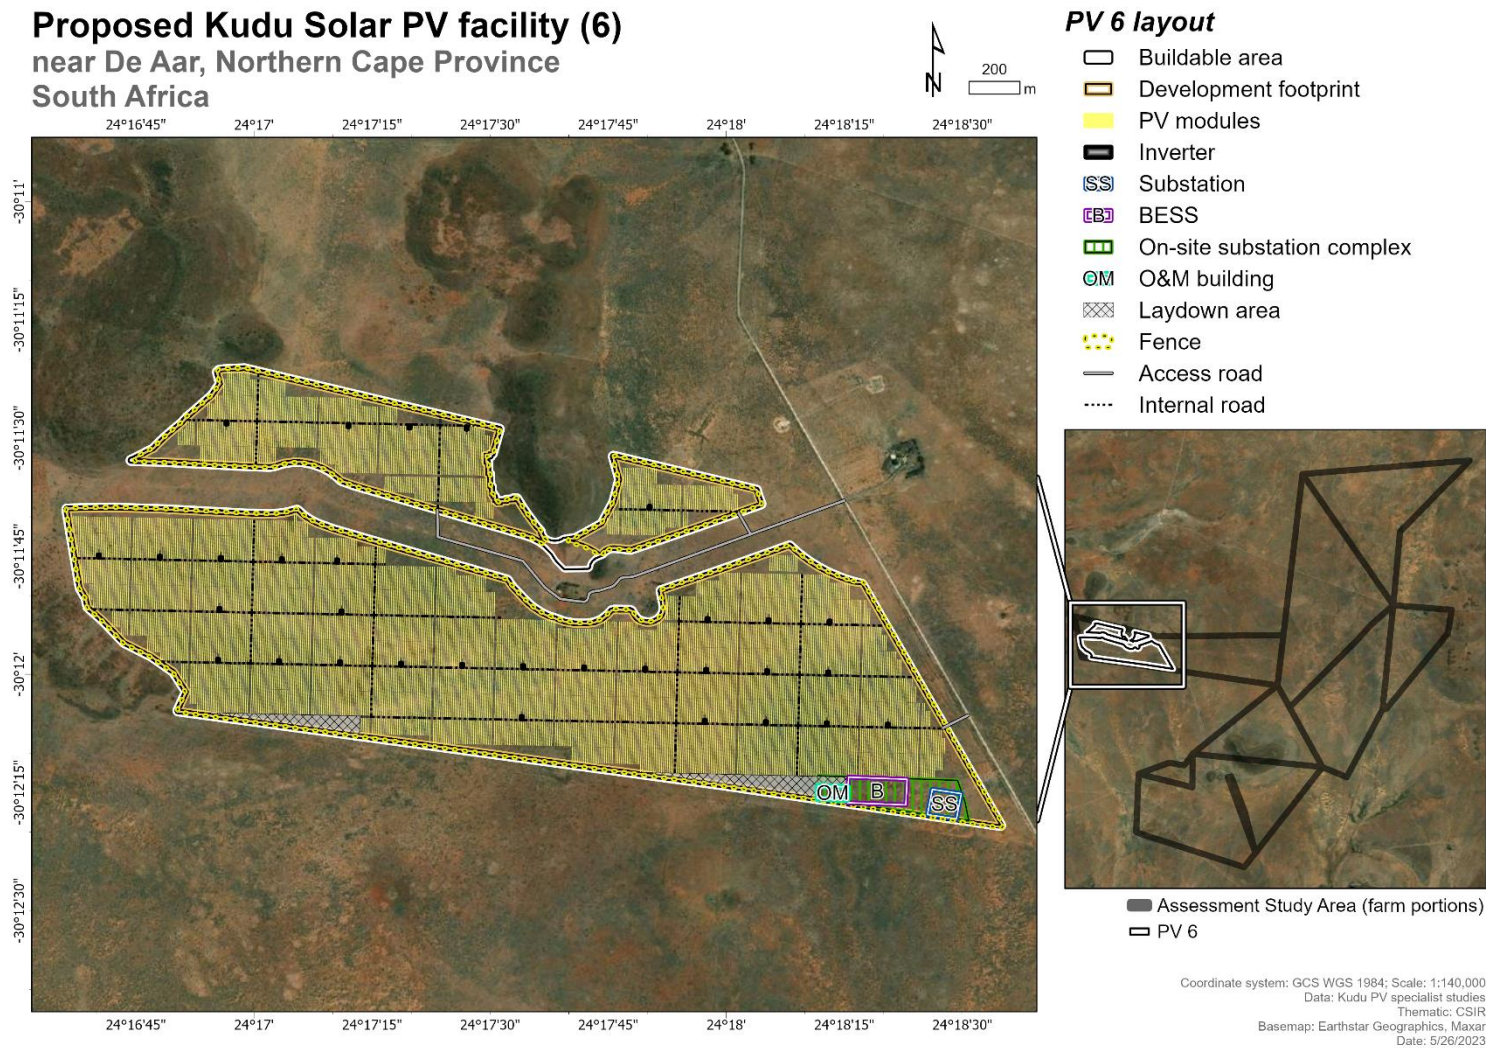 Proposed Kudu Solar PV facility (6)
near De Aar, Northern Cape Province
South Africa
N
200
m
PV 6 layout
Buildable area
Development footprint
PV modules
Inverter
SS Substation
B BESS
On-site substation complex
OM O&M building
Laydown area
Fence
Access road
Internal road
24°16'45" 24°17' 24°17'15" 24°17'30" 24°17'45" 24°18' 24°18'15" 24°18'30"
-30°11'
-30°11'15"
-30°11'30"
-30°11'45"
-30°12'
-30°12'15"
-30°12'30"
OM B SS
24°16'45" 24°17' 24°17'15" 24°17'30" 24°17'45" 24°18' 24°18'15" 24°18'30"
Assessment Study Area (farm portions)
PV 6
Coordinate system: GCS WGS 1984; Scale: 1:140,000
Data: Kudu PV specialist studies
Thematic: CSIR
Basemap: Earthstar Geographics, Maxar
Date: 5/26/2023